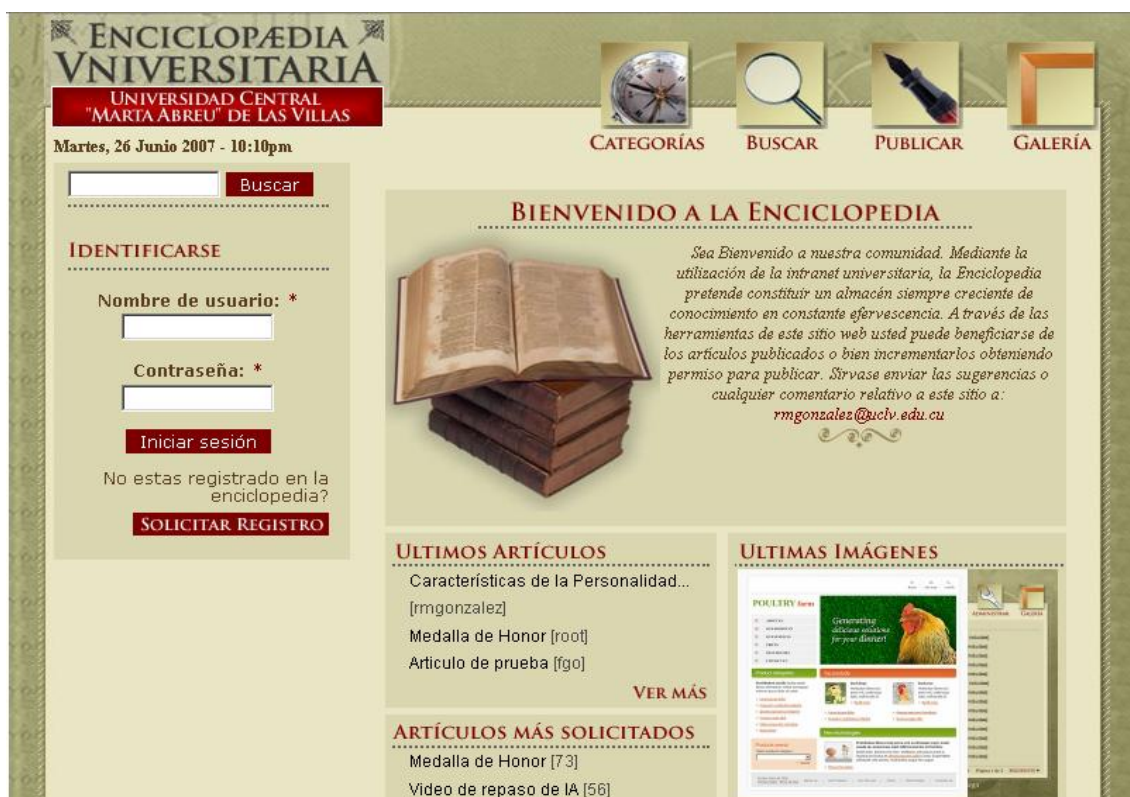 ENCICLOPÆDIA
VNIVERSITARIA
UNIVERSIDAD CENTRAL
"MARTA ABREU" DE LAS VILLAS
Martes, 26 Junio 2007 - 10:10pm
CATEGORÍAS
BUSCAR
PUBLICAR
GALERÍA
Buscar
IDENTIFICARSE
Nombre de usuario: *
Contraseña: *
Iniciar sesión
No estas registrado en la
enciclopedia?
SOLICITAR REGISTRO
BIENVENIDO A LA ENCICLOPEDIA
Sea Bienvenido a nuestra comunidad. Mediante la
utilización de la intranet universitaria, la Enciclopedia
pretende constituir un almacén siempre creciente de
conocimiento en constante efervescencia. A través de las
herramientas de este sitio web usted puede beneficiarse de
los artículos publicados o bien incrementarlos obteniendo
permiso para publicar. Sírvase enviar las sugerencias o
cualquier comentario relativo a este sitio a:
rmgonzalez@uclv.edu.cu
ULTIMOS ARTÍCULOS
Características de la Personalidad...
[rmgonzalez]
Medalla de Honor [root]
Articulo de prueba [fgo]
VER MÁS
ARTÍCULOS MÁS SOLICITADOS
Medalla de Honor [73]
Video de repaso de IA [56]
ULTIMAS IMÁGENES
POULTRY farm
Generating
delicious solutions
for your dinner!
ADMINISTRAR
GALERÍA